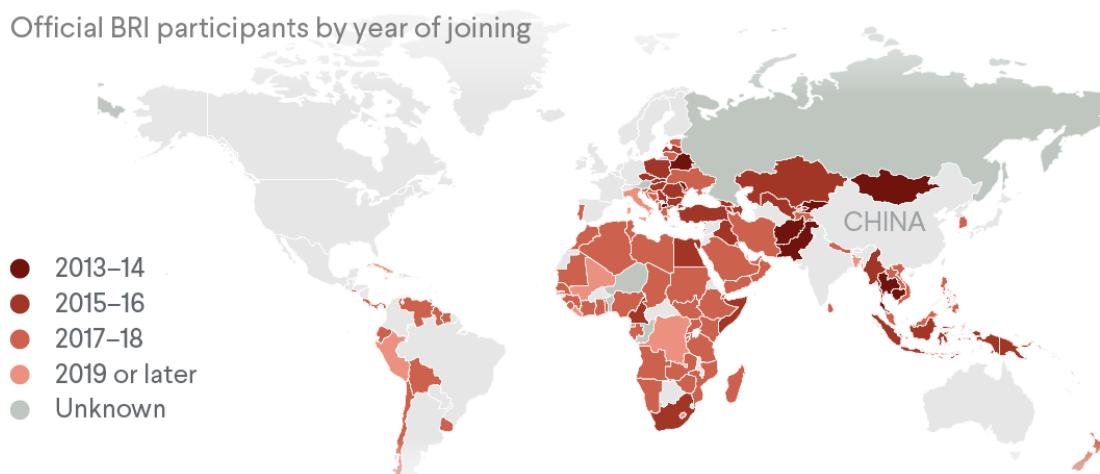 Official BRI participants by year of joining
CHINA
2013–14
2015–16
2017–18
2019 or later
Unknown